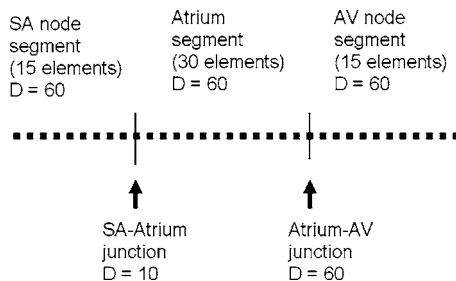 SA node
segment
(15 elements)
D = 60
Atrium
segment
(30 elements)
D = 60
AV node
segment
(15 elements)
D = 60
SA-Atrium
junction
D = 10
Atrium-AV
junction
D = 60